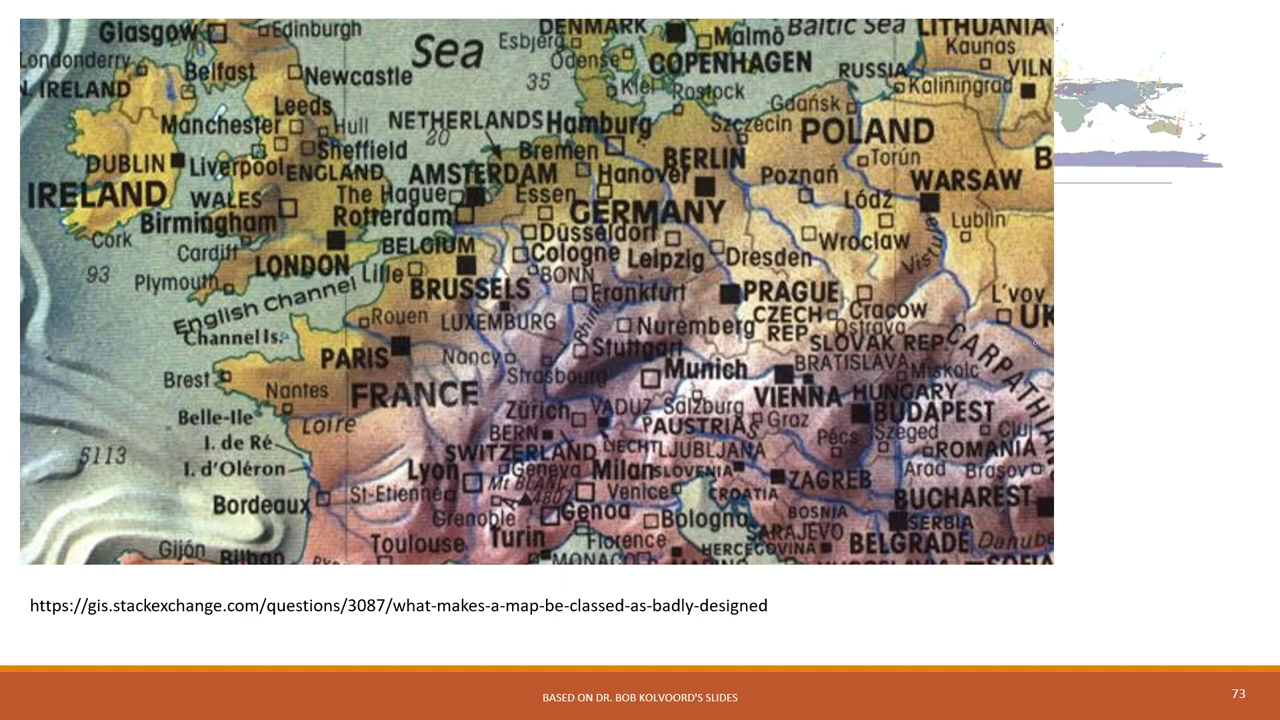 Glasgow Edinburgh DENMARK Malmö Baltic Sea LITHUANIA
Londonderry Sea Esbjerg Odense COPENHAGEN Kaunas
Belfast Newcastle RUSSIA
N. IRELAND 35 Kiel Rostock Kaliningrad
Leeds Gdańsk
Manchester Hull NETHERLANDS Hamburg Szczecin POLAND
20
DUBLIN Liverpool Sheffield Bremen BERLIN Toruń
ENGLAND AMSTERDAM Hanover Poznań WARSAW
IRELAND WALES The Hague Essen Łódź
Birmingham Rotterdam GERMANY Lublin
Cork Cardiff BELGIUM Düsseldorf Wroclaw
LONDON Lille Cologne Leipzig Dresden Vistula
93 Plymouth BONN
English Channel BRUSSELS Frankfurt PRAGUE L'vov
Rouen LUXEMBURG Rhine Nuremberg CZECH REP Cracow
Channel Is. Ostrava
PARIS Nancy Stuttgart SLOVAK REP CARPATHI
Brest Strasbourg Munich BRATISLAVA Miskolc
Nantes FRANCE VIENNA HUNGARY
Belle-Ile Loire Zürich VADUZ Salzburg Graz BUDAPEST
I. de Ré BERN AUSTRIA Pécs Szeged Cluj
SWITZERLAND LIECHT LJUBLJANA ROMANIA
5113 I. d'Oléron Lyon Geneva Milan SLOVENIA ZAGREB Arad Brasov
Mt BLANC
Bordeaux St-Etienne Venice CROATIA BUCHAREST
Grenoble Genoa Bologna BOSNIA SERBIA
Gijón Toulouse Turin Florence SARAJEVO BELGRADE Danube
Bilbao MONACO HERCEGOVINA
https://gis.stackexchange.com/questions/3087/what-makes-a-map-be-classed-as-badly-designed
BASED ON DR. BOB KOLVOORD'S SLIDES
73